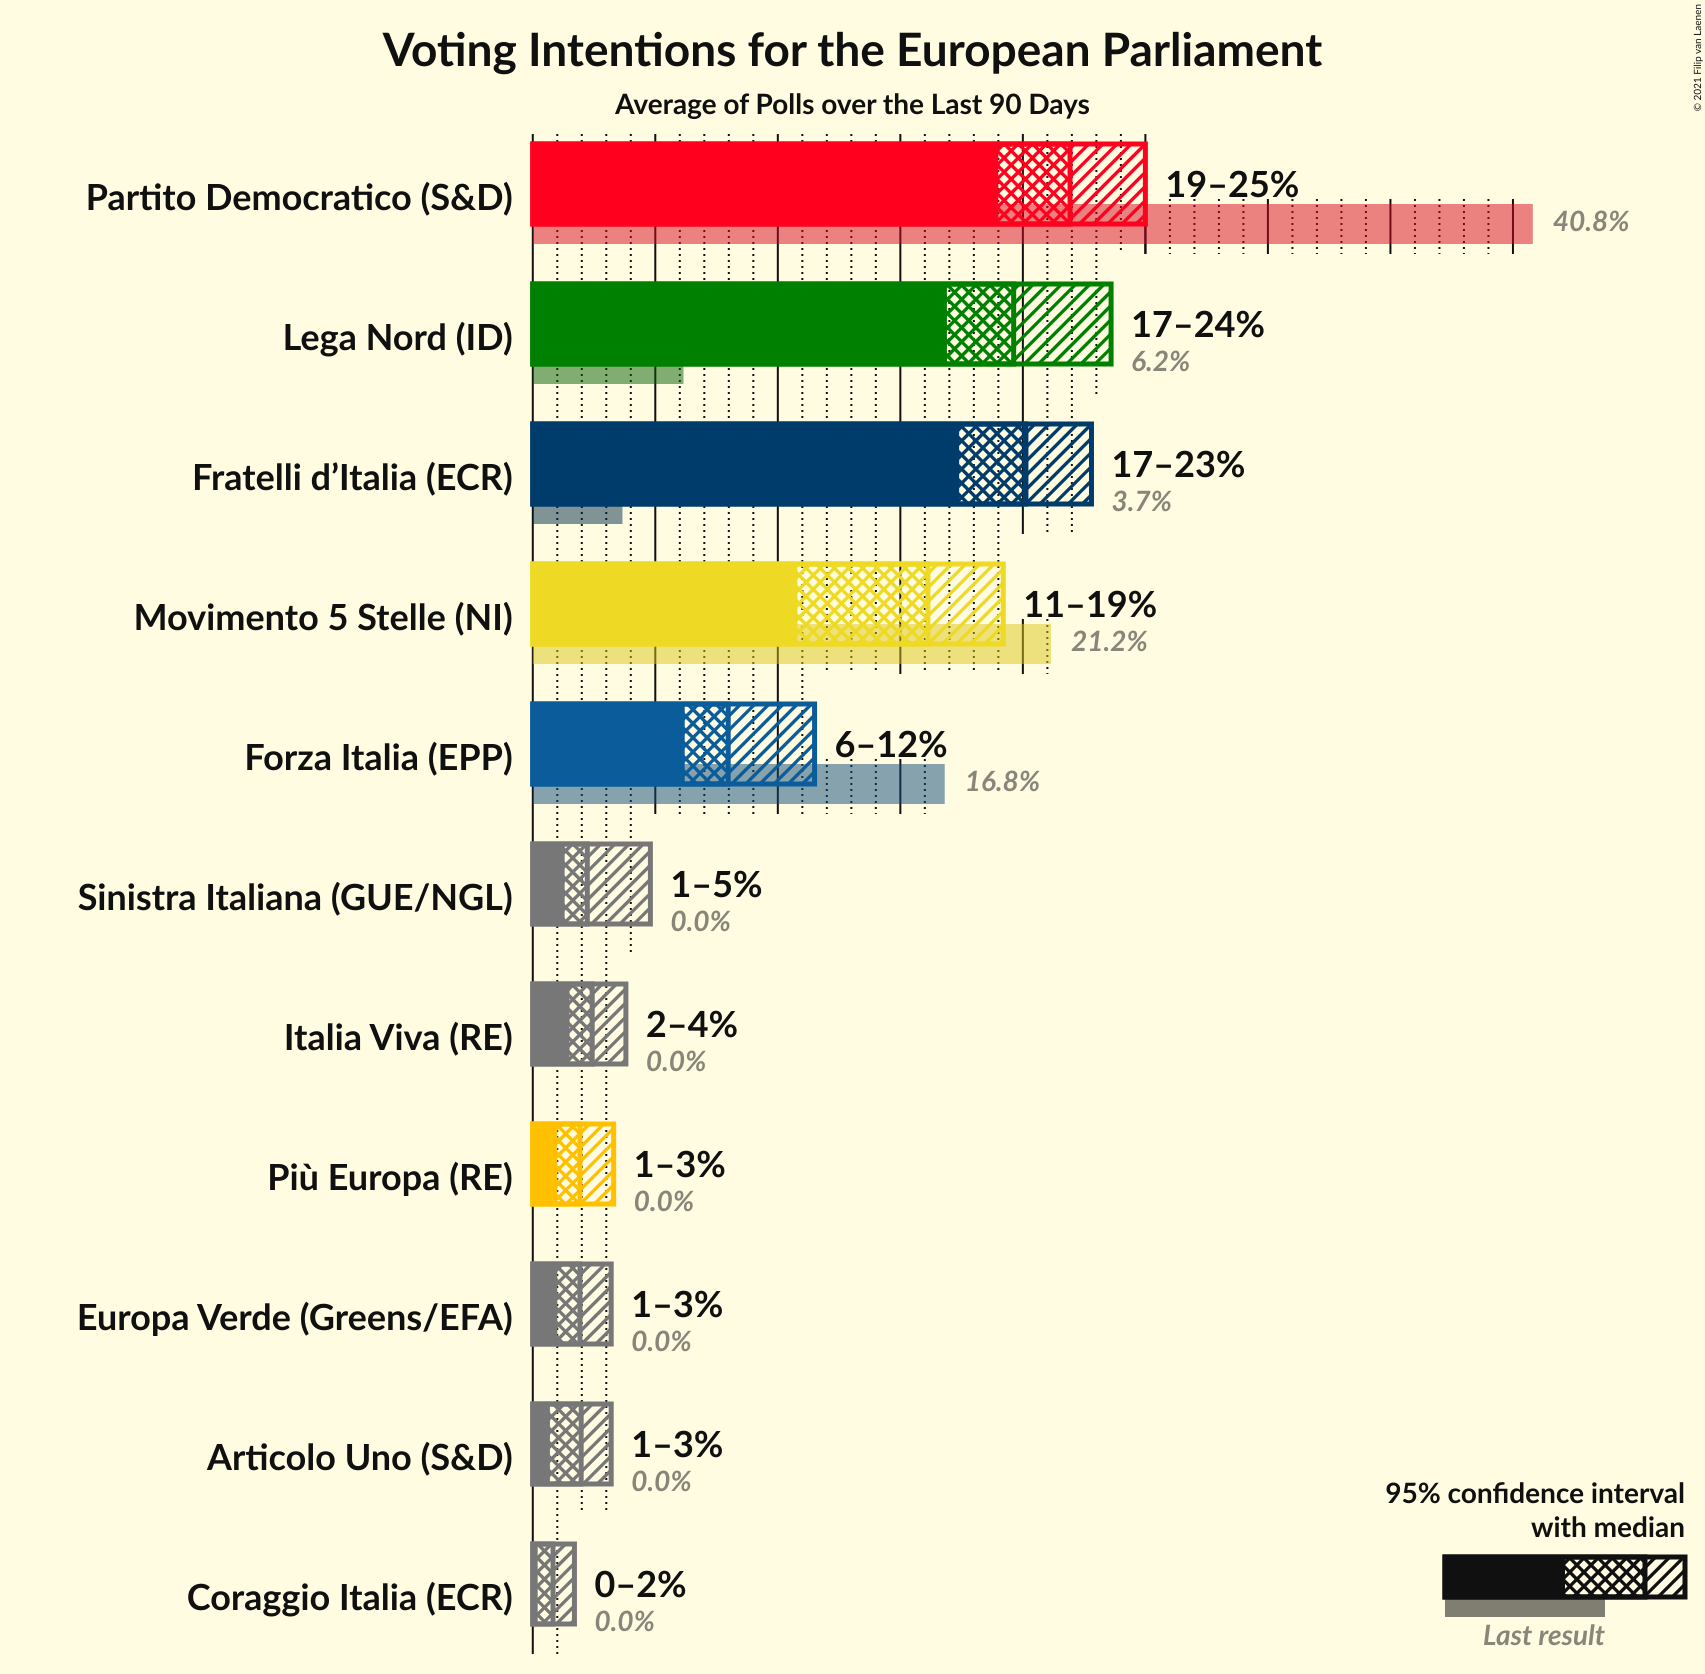 Voting Intentions for the European Parliament
Average of Polls over the Last 90 Days
© 2021 Filip van Laenen
Partito Democratico (S&D)
19–25%
40.8%
Lega Nord (ID)
17–24%
6.2%
Fratelli d’Italia (ECR)
17–23%
3.7%
Movimento 5 Stelle (NI)
11–19%
21.2%
Forza Italia (EPP)
6–12%
16.8%
Sinistra Italiana (GUE/NGL)
1–5%
0.0%
Italia Viva (RE)
2–4%
0.0%
Più Europa (RE)
1–3%
0.0%
Europa Verde (Greens/EFA)
1–3%
0.0%
Articolo Uno (S&D)
1–3%
0.0%
Coraggio Italia (ECR)
0–2%
0.0%
95% confidence interval
with median
Last result